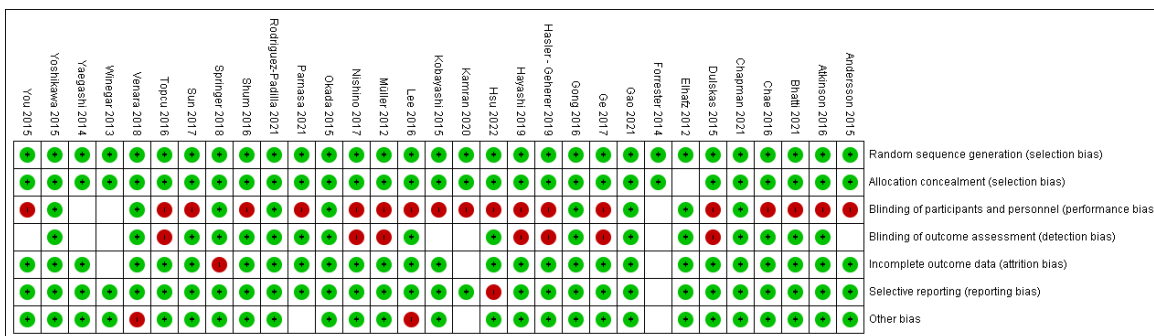 You 2015
Yoshikawa 2015
Yaegashi 2014
Winegar 2013
Venara 2018
Topcu 2016
Sun 2017
Springer 2018
Shum 2016
Rodriguez-Padilla 2021
Parnasa 2021
Okada 2015
Nishino 2017
Müller 2012
Lee 2016
Kobayashi 2015
Kamran 2020
Hsu 2022
Hayashi 2019
Hasler - Geherer 2019
Gong 2016
Ge 2017
Gao 2021
Forrester 2014
Elhafz 2012
Dulskas 2015
Chapman 2021
Chae 2016
Bhatti 2021
Atkinson 2016
Andersson 2015
Random sequence generation (selection bias)
Allocation concealment (selection bias)
Blinding of participants and personnel (performance bias
Blinding of outcome assessment (detection bias)
Incomplete outcome data (attrition bias)
Selective reporting (reporting bias)
Other bias